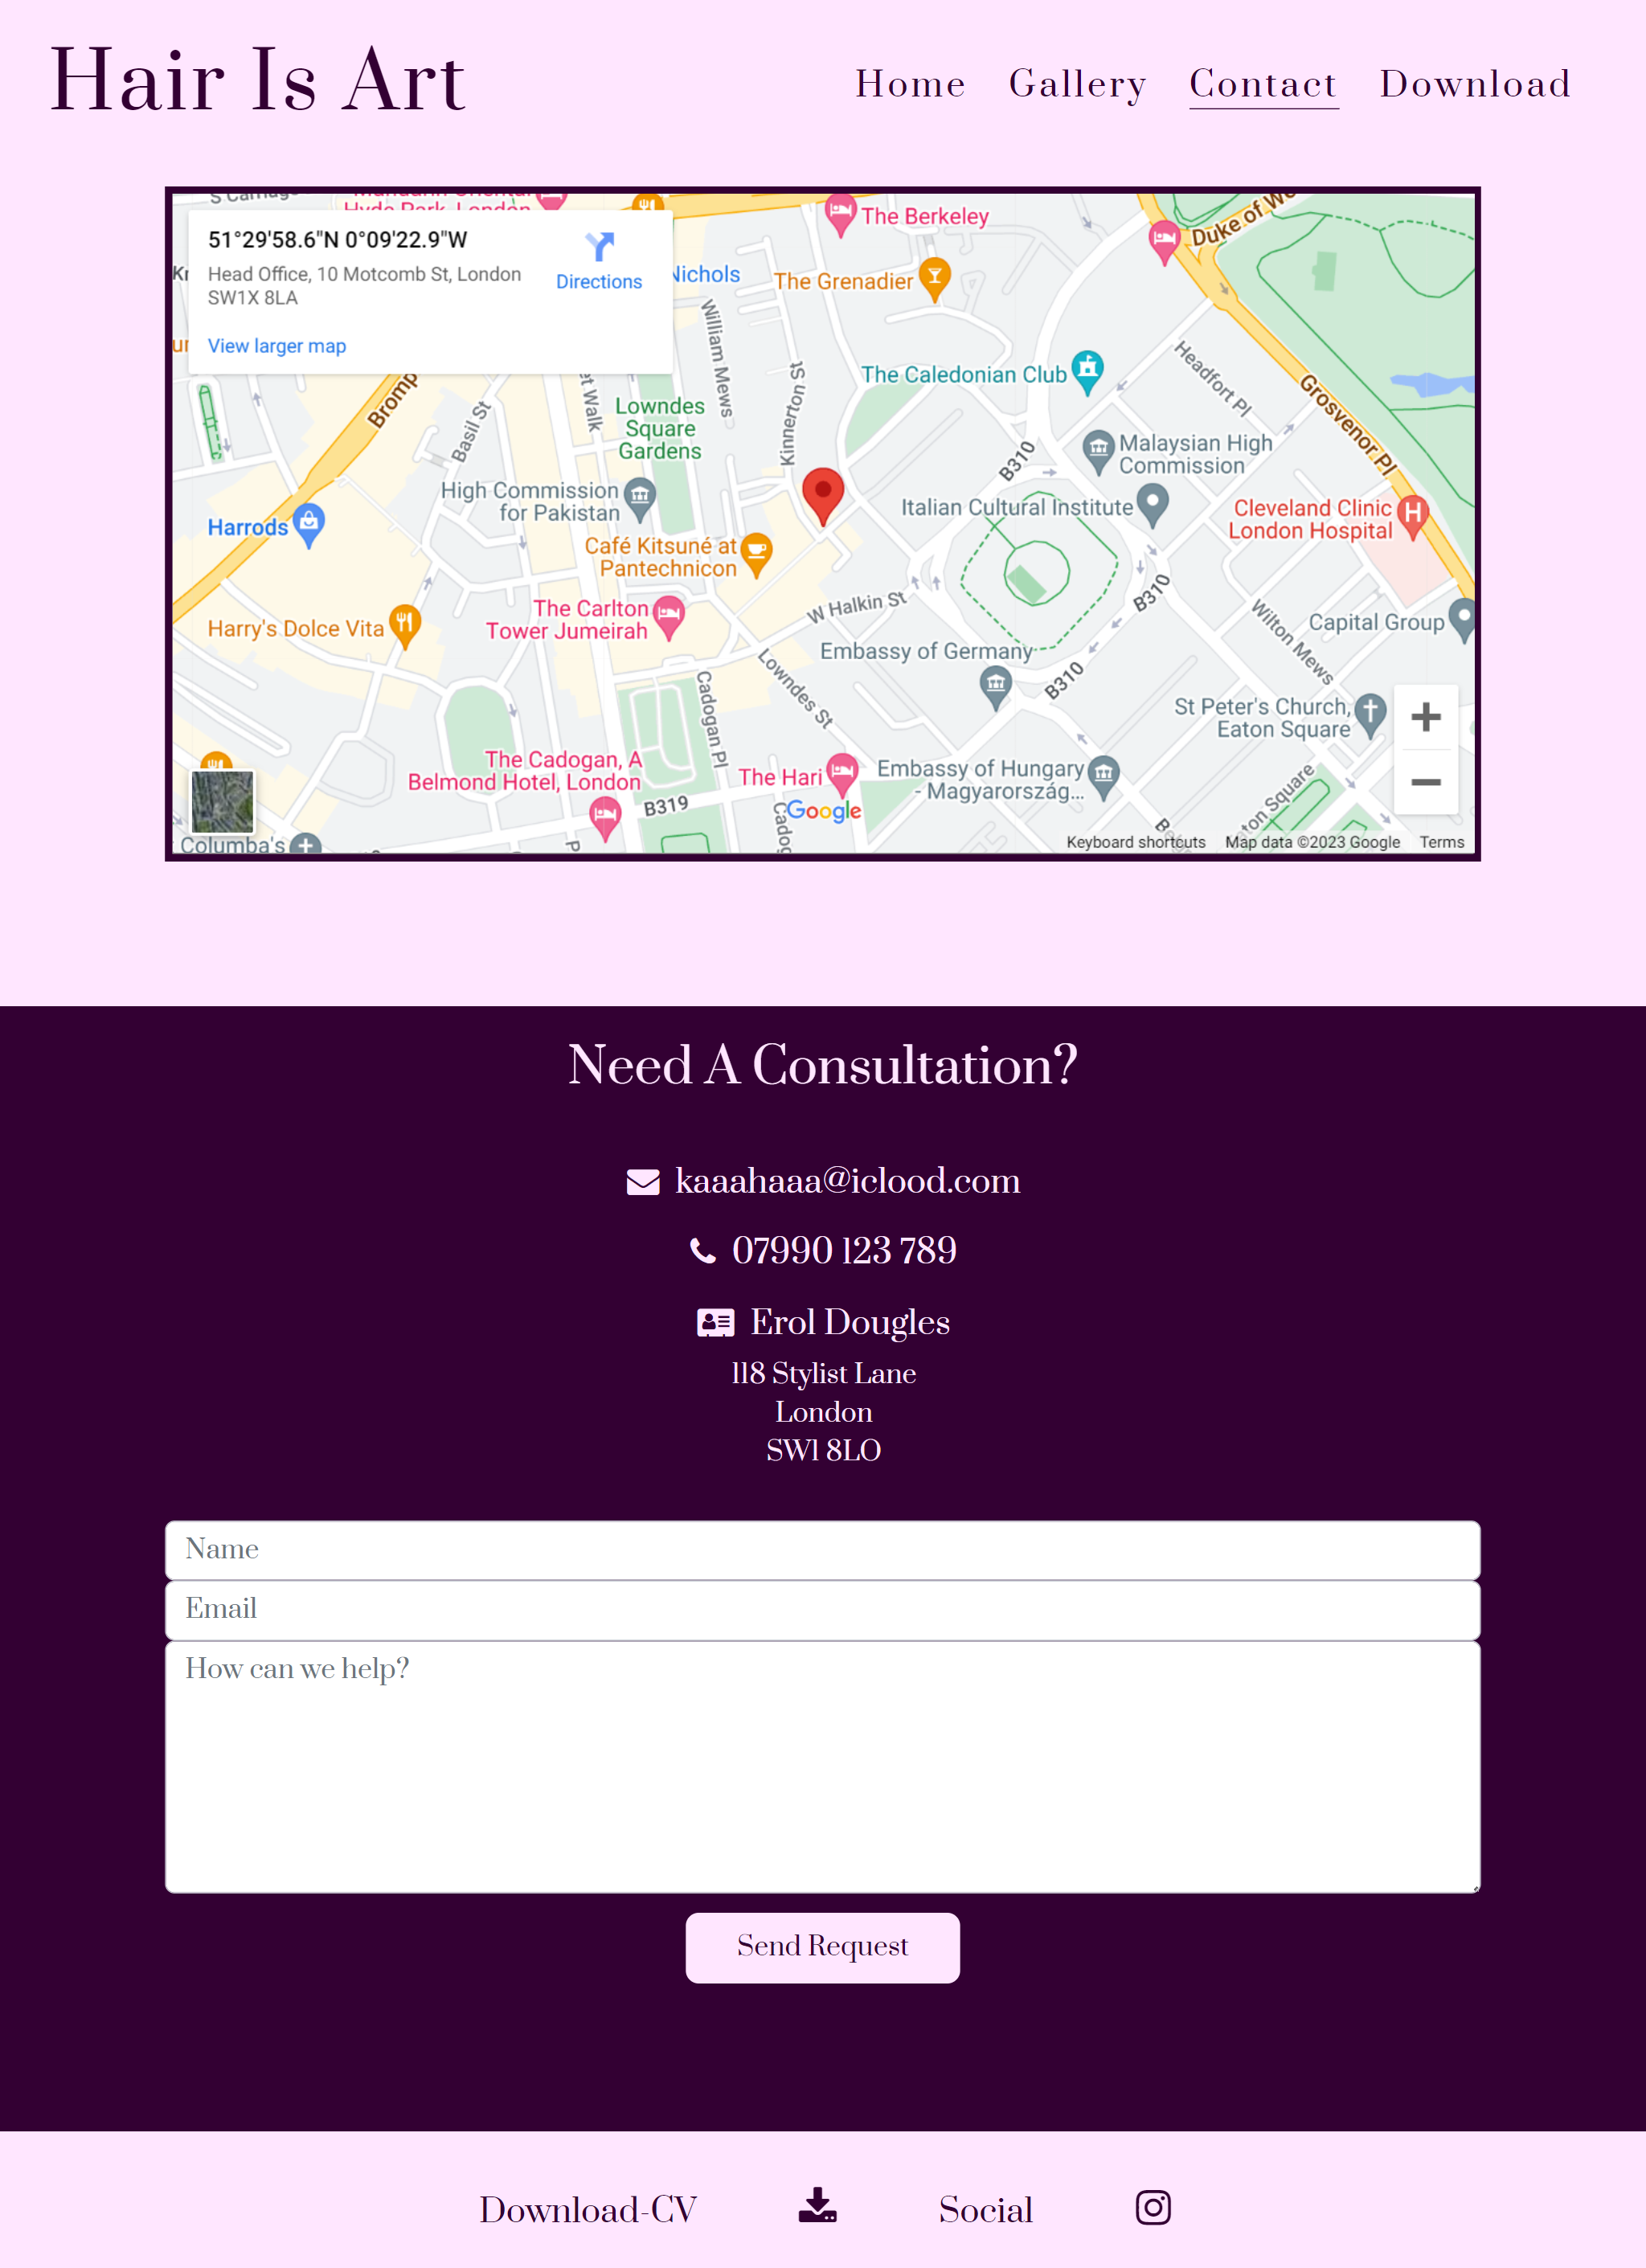 Hair Is Art
Home Gallery Contact Download
The Berkeley
51°29'58.6"N 0°09'22.9"W
Head Office, 10 Motcomb St, London
SW1X 8LA
Directions
View larger map
Nichols
The Grenadier
William Mews
Kinnerton St
Headfort Pl
Grosvenor Pl
The Caledonian Club
Basil St
Lowndes
Square
Gardens
B310
Malaysian High
Commission
High Commission
for Pakistan
Italian Cultural Institute
Cleveland Clinic
London Hospital
Harrods
Café Kitsuné at
Pantechnicon
B310
The Carlton
Tower Jumeirah
W Halkin St
Harry's Dolce Vita
Capital Group
Wilton Mews
Embassy of Germany
Lowndes St
B310
Cadogan Pl
St Peter's Church,
Eaton Square
The Cadogan, A
Belmond Hotel, London
The Hari
Embassy of Hungary
- Magyarország...
B319
Google
Columba's
Keyboard shortcuts Map data ©2023 Google Terms
Need A Consultation?
kaaahaaa@iclood.com
07990 123 789
Erol Dougles
118 Stylist Lane
London
SW1 8LO
Name
Email
How can we help?
Send Request
Download-CV Social